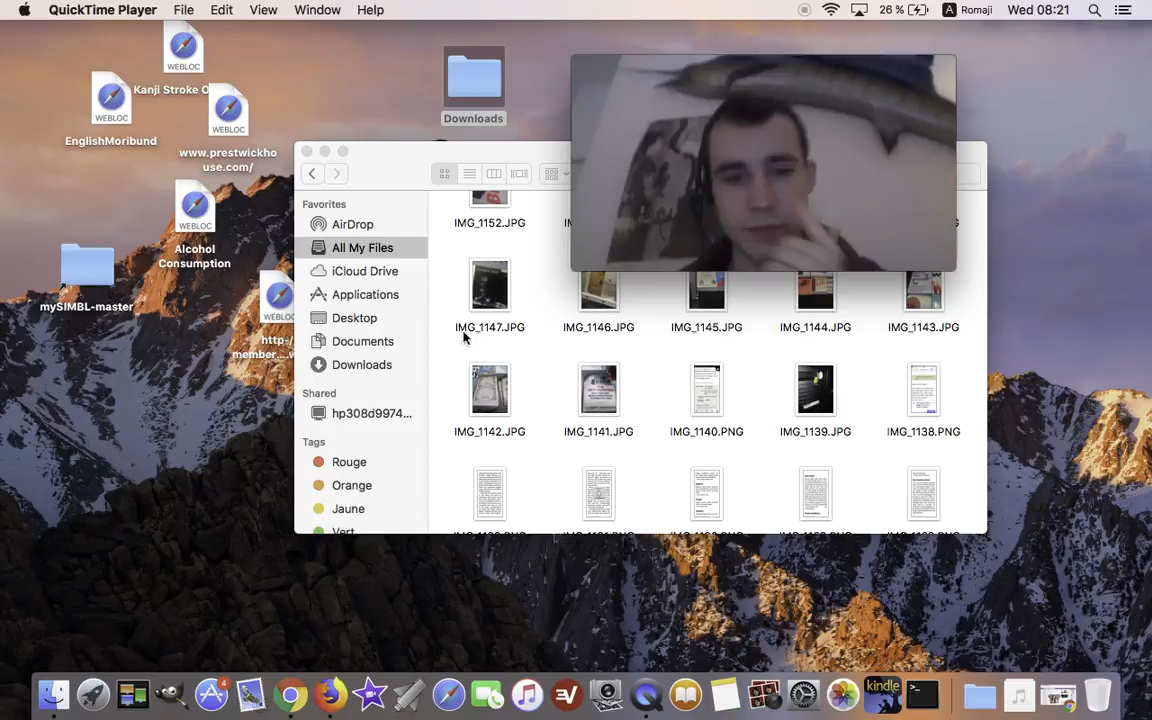 QuickTime Player File Edit View Window Help 26 % Romaji Wed 08:21
WEBLOC
Kanji Stroke O
WEBLOC
EnglishMoribund
WEBLOC
www.prestwickho
use.com/
WEBLOC
Alcohol
Consumption
mySIMBL-master
WEBLOC
http-/
member....w
Downloads
Favorites
AirDrop
All My Files
iCloud Drive
Applications
Desktop
Documents
Downloads
Shared
hp308d9974...
Tags
Rouge
Orange
Jaune
Vert
IMG_1152.JPG
IMG_1147.JPG IMG_1146.JPG IMG_1145.JPG IMG_1144.JPG IMG_1143.JPG
IMG_1142.JPG IMG_1141.JPG IMG_1140.PNG IMG_1139.JPG IMG_1138.PNG
4
kindle